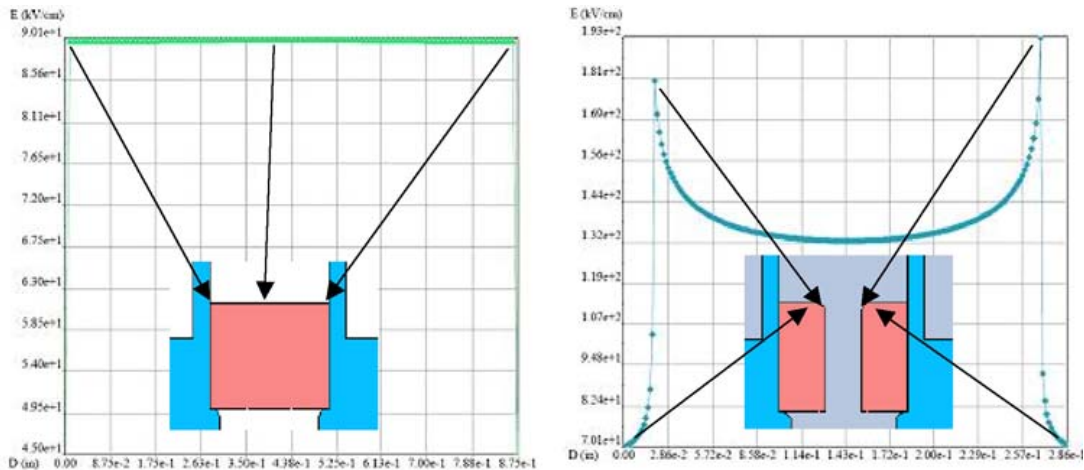 E (kV/cm)
9.01e+1
8.56e+1
8.11e+1
7.65e+1
7.20e+1
6.75e+1
6.30e+1
5.85e+1
5.40e+1
4.95e+1
4.50e+1
D (in) 0.00 8.75e-2 1.75e-1 2.63e-1 3.50e-1 4.38e-1 5.25e-1 6.13e-1 7.00e-1 7.88e-1 8.75e-1
E (kV/cm)
1.93e+2
1.81e+2
1.60e+2
1.56e+2
1.44e+2
1.32e+2
1.19e+2
1.07e+2
9.48e+1
8.24e+1
7.01e+1
D (in) 0.00 2.86e-2 5.72e-2 8.58e-2 1.14e-1 1.43e-1 1.72e-1 2.00e-1 2.29e-1 2.57e-1 2.86e-1